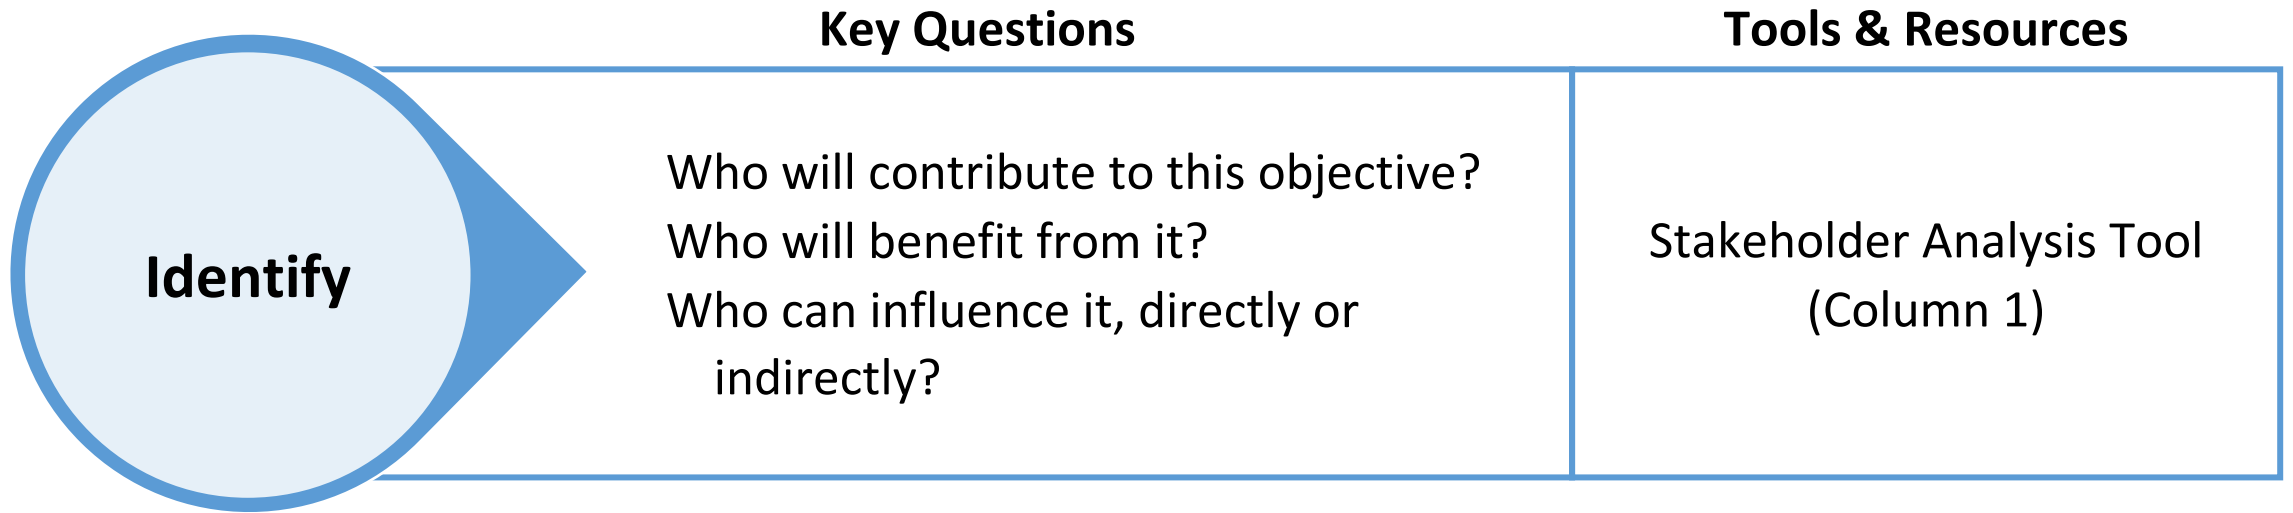 Key Questions
Tools & Resources
Identify
Who will contribute to this objective?
Who will benefit from it?
Who can influence it, directly or
indirectly?
Stakeholder Analysis Tool
(Column 1)